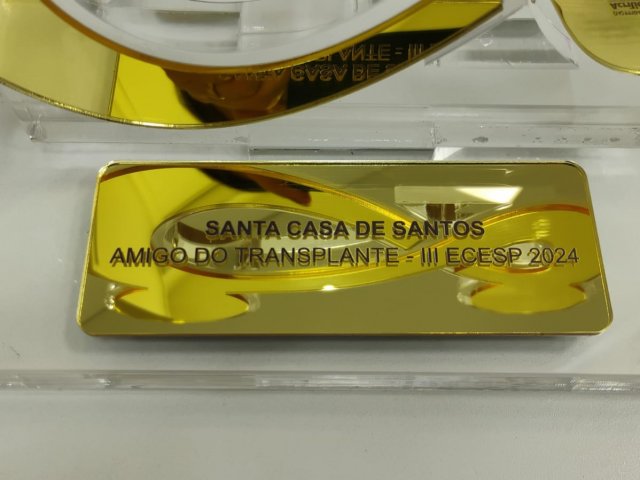 SANTA CASA DE SANTOS
AMIGO DO TRANSPLANTE - III ECESP 2024